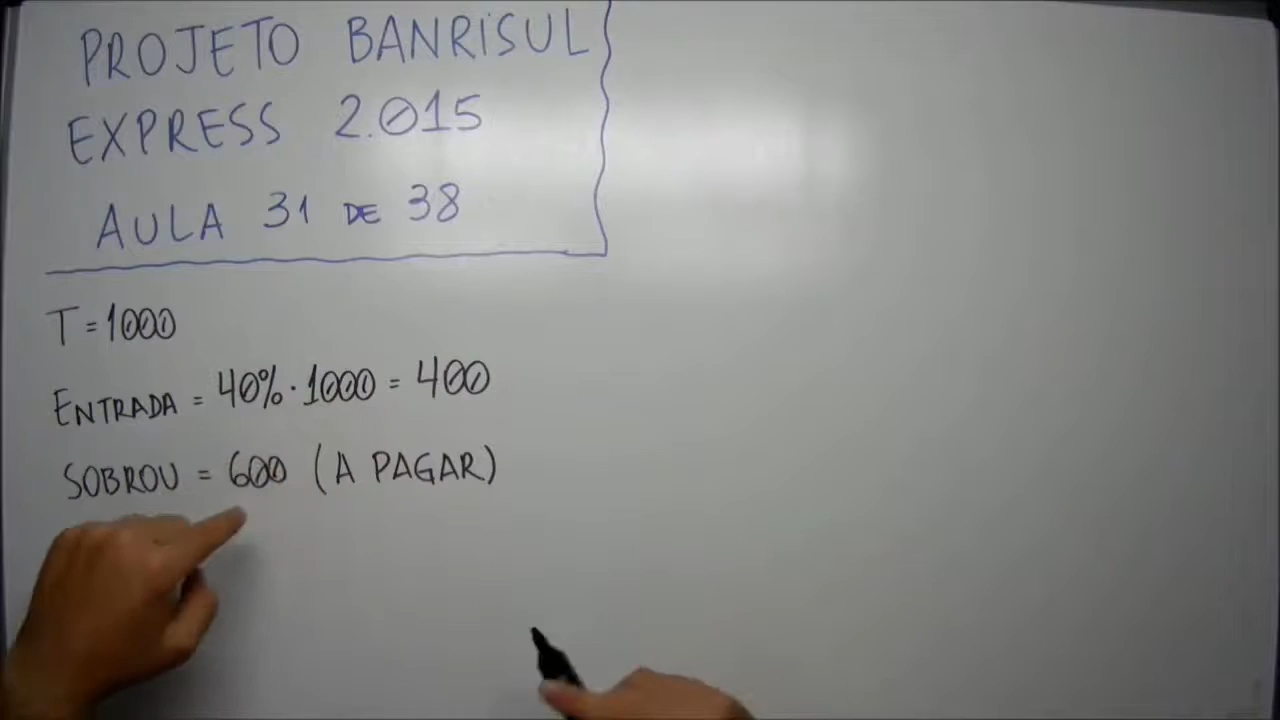 PROJETO BANRISUL
EXPRESS 2.015
AULA 31 DE 38
T = 1000
ENTRADA = 40% · 1000 = 400
SOBROU = 600 (A PAGAR)